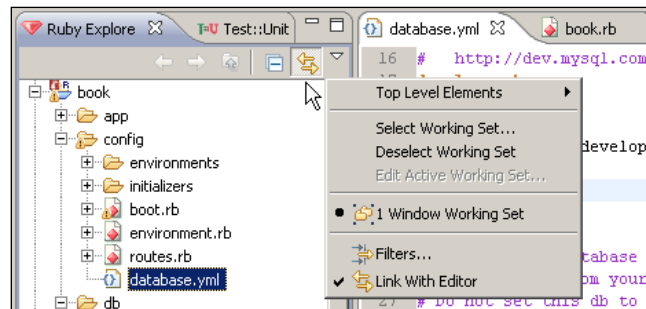 Ruby Explore Test::Unit database.yml book.rb
16 # http://dev.mysql.com
book
Top Level Elements
app
config
Select Working Set...
develop
environments
Deselect Working Set
initializers
Edit Active Working Set...
boot.rb
1 Window Working Set
environment.rb
routes.rb
Filters...
tabase
database.yml
Link With Editor
om your
db
27 # Do not set this db to